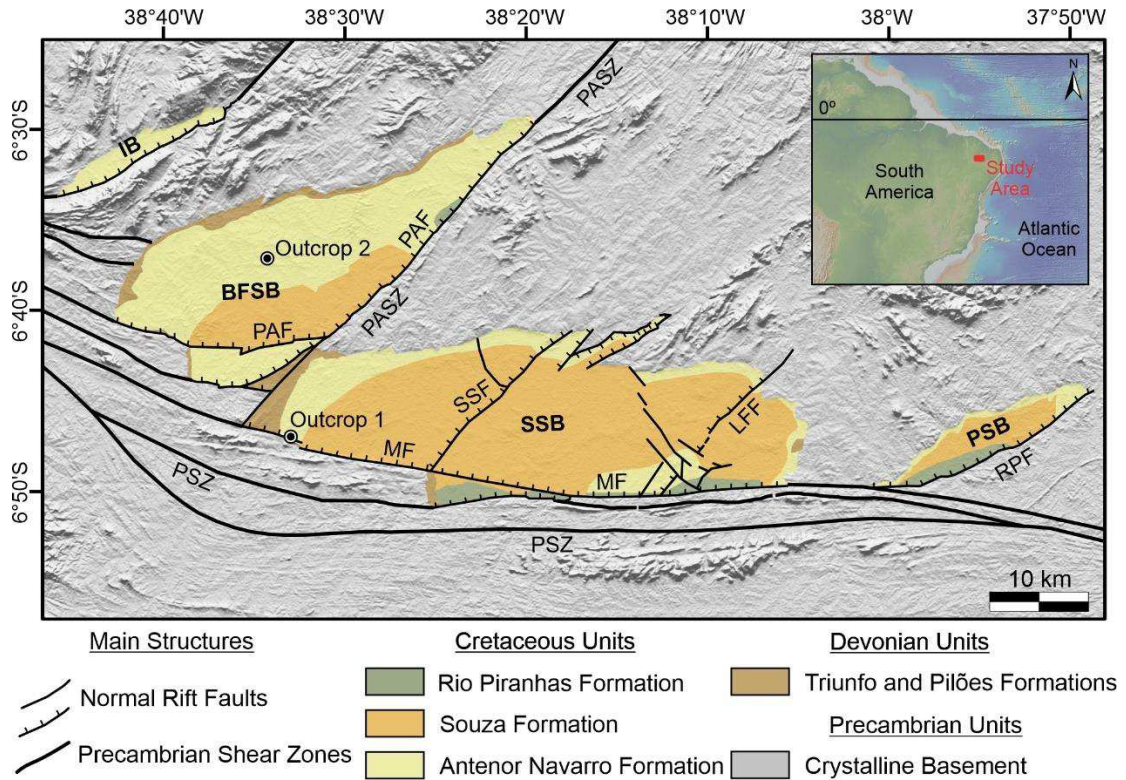 38°40'W 38°30'W 38°20'W 38°10'W 38°0'W 37°50'W
6°30'S
6°40'S
6°50'S
N
0º
South
America
Study
Area
Atlantic
Ocean
IB
PASZ
PAF
Outcrop 2
BFSB
PASZ
PAF
Outcrop 1
SSF
SSB
LFF
MF
MF
PSB
RPF
PSZ
PSZ
10 km
Main Structures
Normal Rift Faults
Precambrian Shear Zones
Cretaceous Units
Rio Piranhas Formation
Souza Formation
Antenor Navarro Formation
Devonian Units
Triunfo and Pilões Formations
Precambrian Units
Crystalline Basement